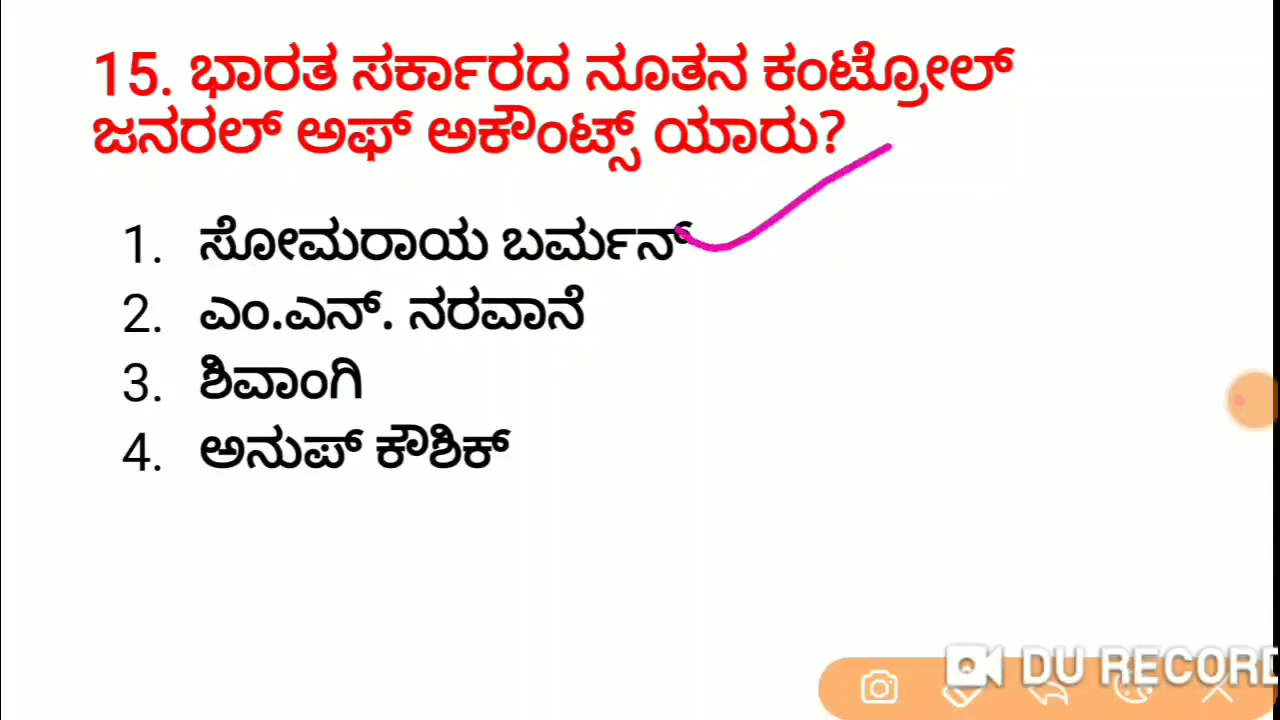 15. ಭಾರತ ಸರ್ಕಾರದ ನೂತನ ಕಂಟ್ರೋಲ್
ಜನರಲ್ ಅಫ್ ಅಕೌಂಟ್ಸ್ ಯಾರು?
1. ಸೋಮರಾಯ ಬರ್ಮನ್
2. ಎಂ.ಎನ್. ನರವಾನೆ
3. ಶಿವಾಂಗಿ
4. ಅನುಪ್ ಕೌಶಿಕ್
DU RECORD